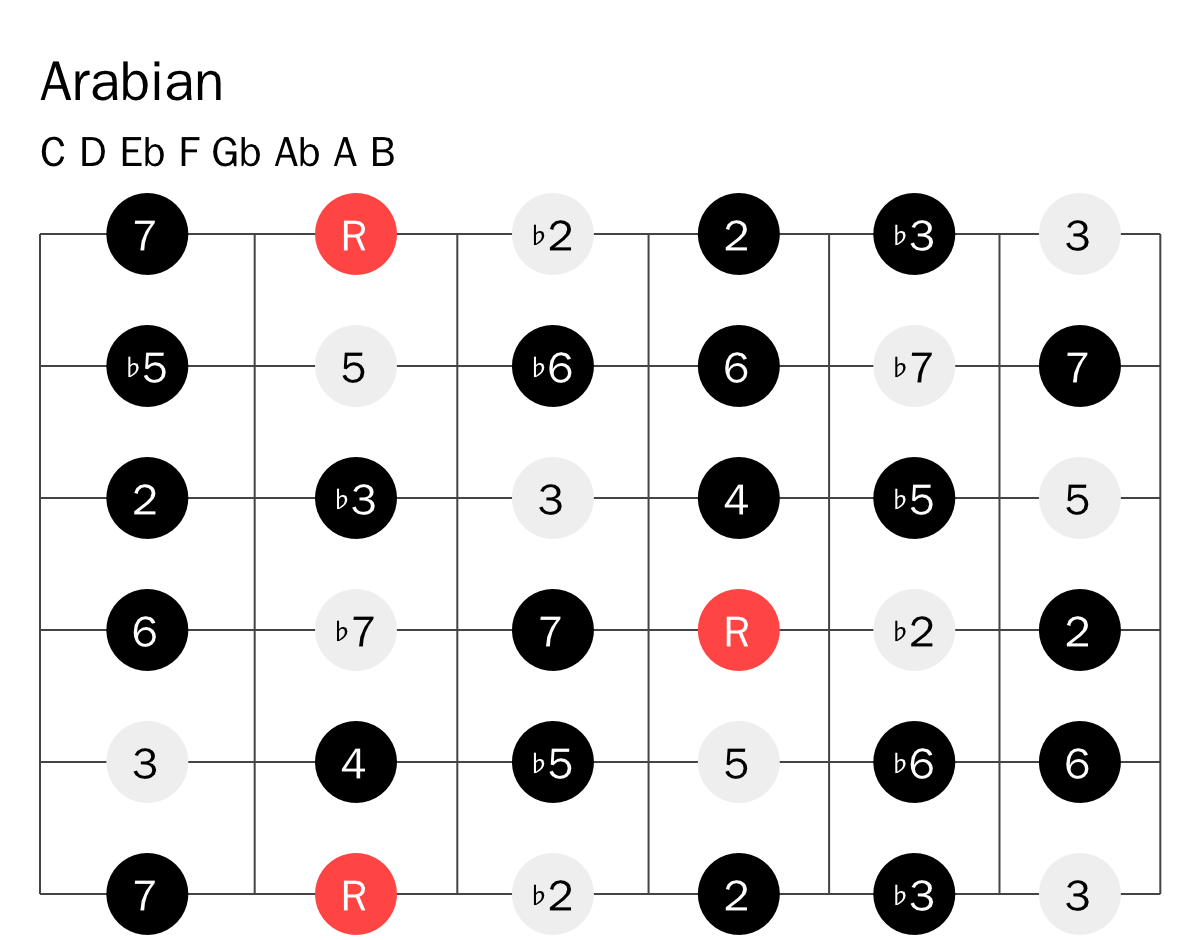 Arabian
C D Eb F Gb Ab A B
7 R ♭2 2 ♭3 3
♭5 5 ♭6 6 ♭7 7
2 ♭3 3 4 ♭5 5
6 ♭7 7 R ♭2 2
3 4 ♭5 5 ♭6 6
7 R ♭2 2 ♭3 3